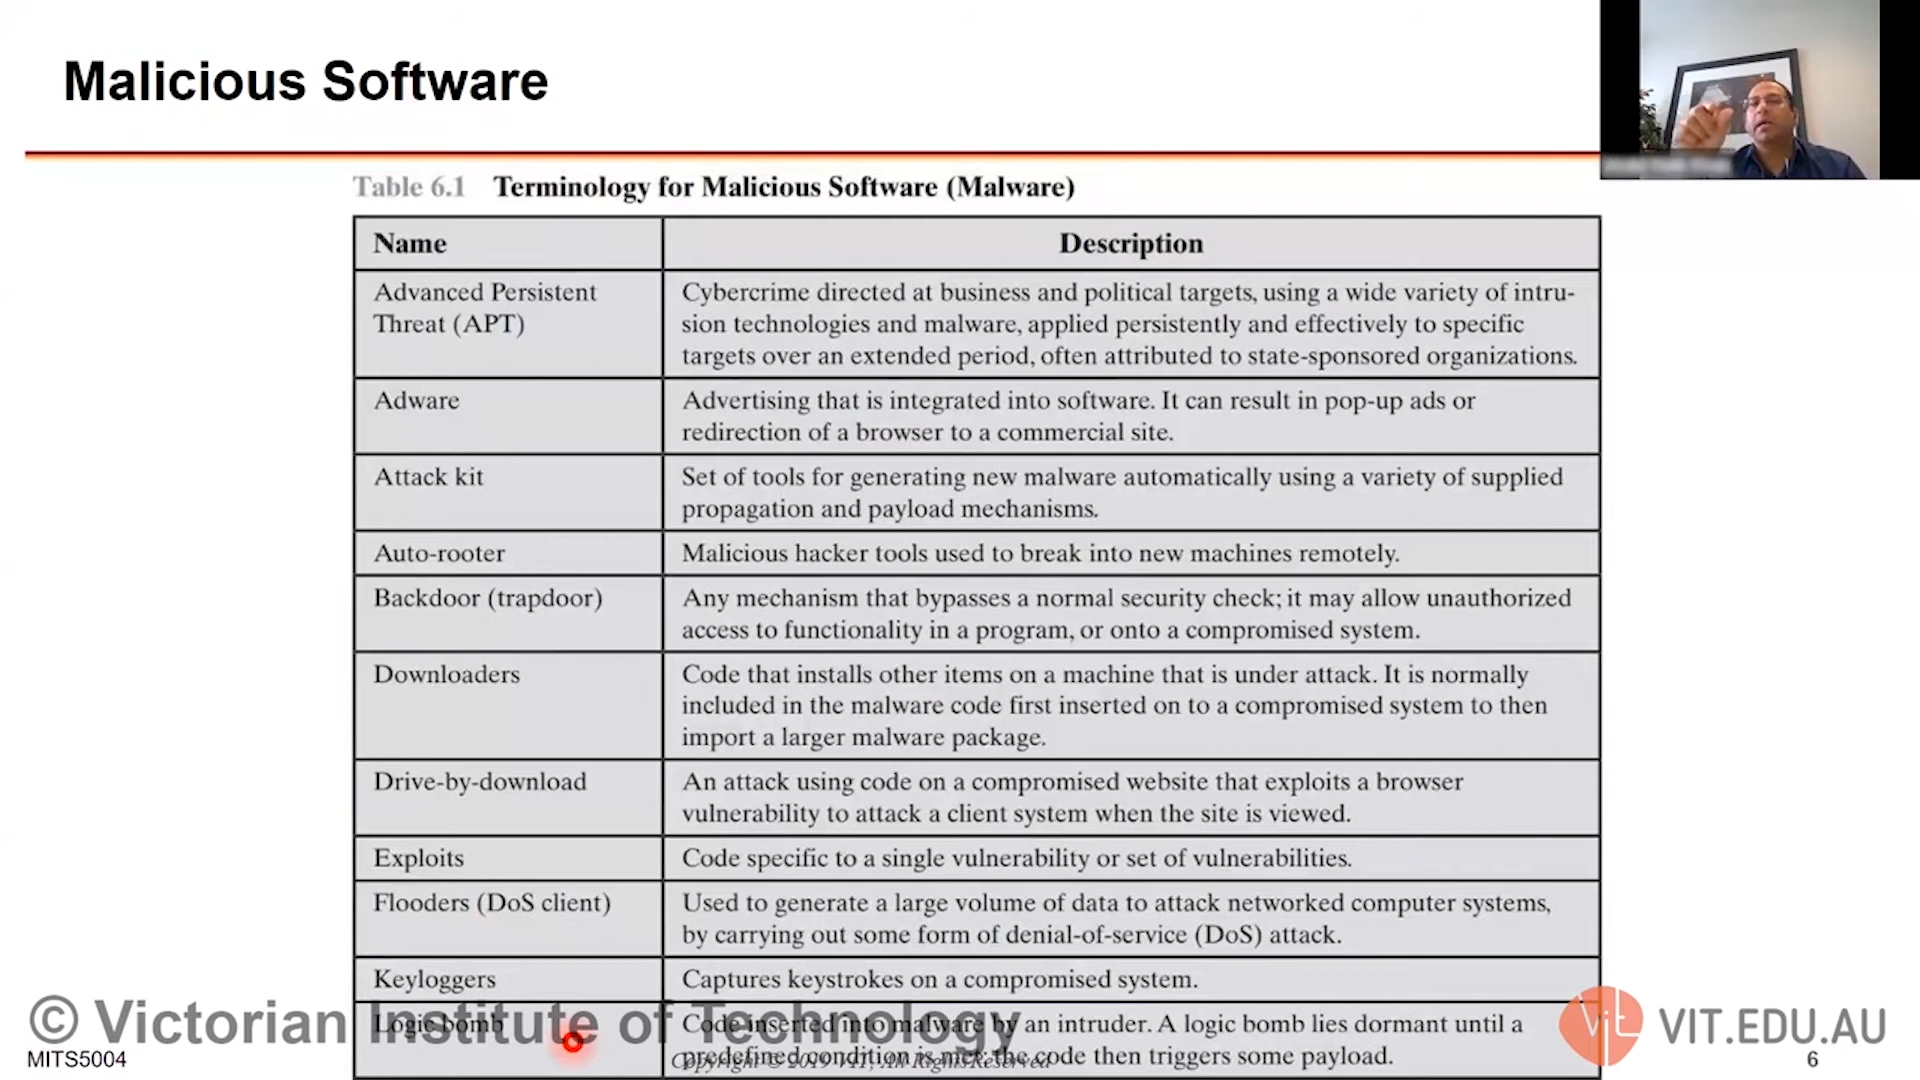 Malicious Software
Table 6.1 Terminology for Malicious Software (Malware)
Name Description
Advanced Persistent Cybercrime directed at business and political targets, using a wide variety of intru-
Threat (APT) sion technologies and malware, applied persistently and effectively to specific
targets over an extended period, often attributed to state-sponsored organizations.
Adware Advertising that is integrated into software. It can result in pop-up ads or
redirection of a browser to a commercial site.
Attack kit Set of tools for generating new malware automatically using a variety of supplied
propagation and payload mechanisms.
Auto-rooter Malicious hacker tools used to break into new machines remotely.
Backdoor (trapdoor) Any mechanism that bypasses a normal security check; it may allow unauthorized
access to functionality in a program, or onto a compromised system.
Downloaders Code that installs other items on a machine that is under attack. It is normally
included in the malware code first inserted on to a compromised system to then
import a larger malware package.
Drive-by-download An attack using code on a compromised website that exploits a browser
vulnerability to attack a client system when the site is viewed.
Exploits Code specific to a single vulnerability or set of vulnerabilities.
Flooders (DoS client) Used to generate a large volume of data to attack networked computer systems,
by carrying out some form of denial-of-service (DoS) attack.
Keyloggers Captures keystrokes on a compromised system.
Logic bomb Code inserted into malware by an intruder. A logic bomb lies dormant until a
predefined condition is met; the code then triggers some payload.
© Victorian Institute of Technology
VIT VIT.EDU.AU
MITS5004 Copyright © 2019 VIT, All Rights Reserved 6